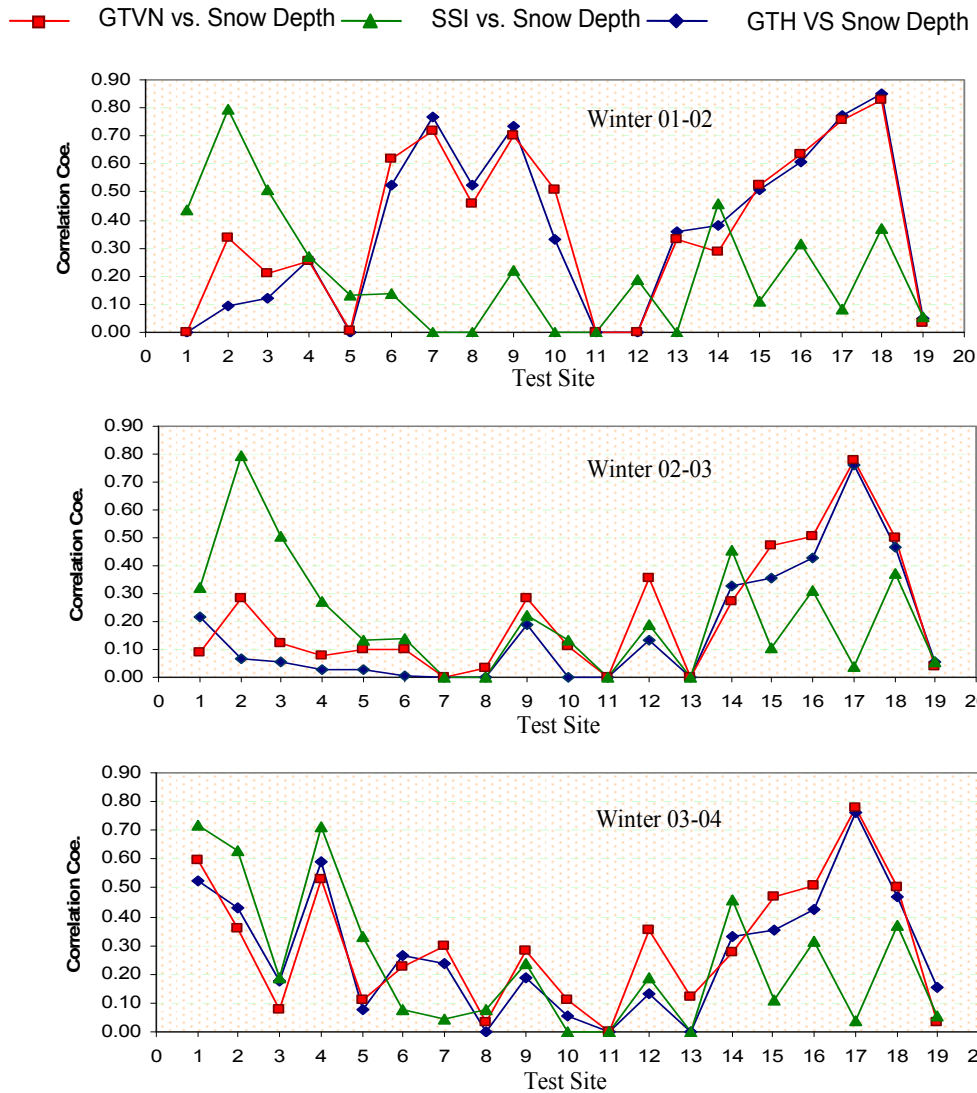 GTVN vs. Snow Depth SSI vs. Snow Depth GTH VS Snow Depth
Winter 01-02
Correlation Coe.
0.90
0.80
0.70
0.60
0.50
0.40
0.30
0.20
0.10
0.00
0 1 2 3 4 5 6 7 8 9 10 11 12 13 14 15 16 17 18 19 20
Test Site
Winter 02-03
Correlation Coe.
0.90
0.80
0.70
0.60
0.50
0.40
0.30
0.20
0.10
0.00
0 1 2 3 4 5 6 7 8 9 10 11 12 13 14 15 16 17 18 19 20
Test Site
Winter 03-04
Correlation Coe.
0.90
0.80
0.70
0.60
0.50
0.40
0.30
0.20
0.10
0.00
0 1 2 3 4 5 6 7 8 9 10 11 12 13 14 15 16 17 18 19 2
Test Site